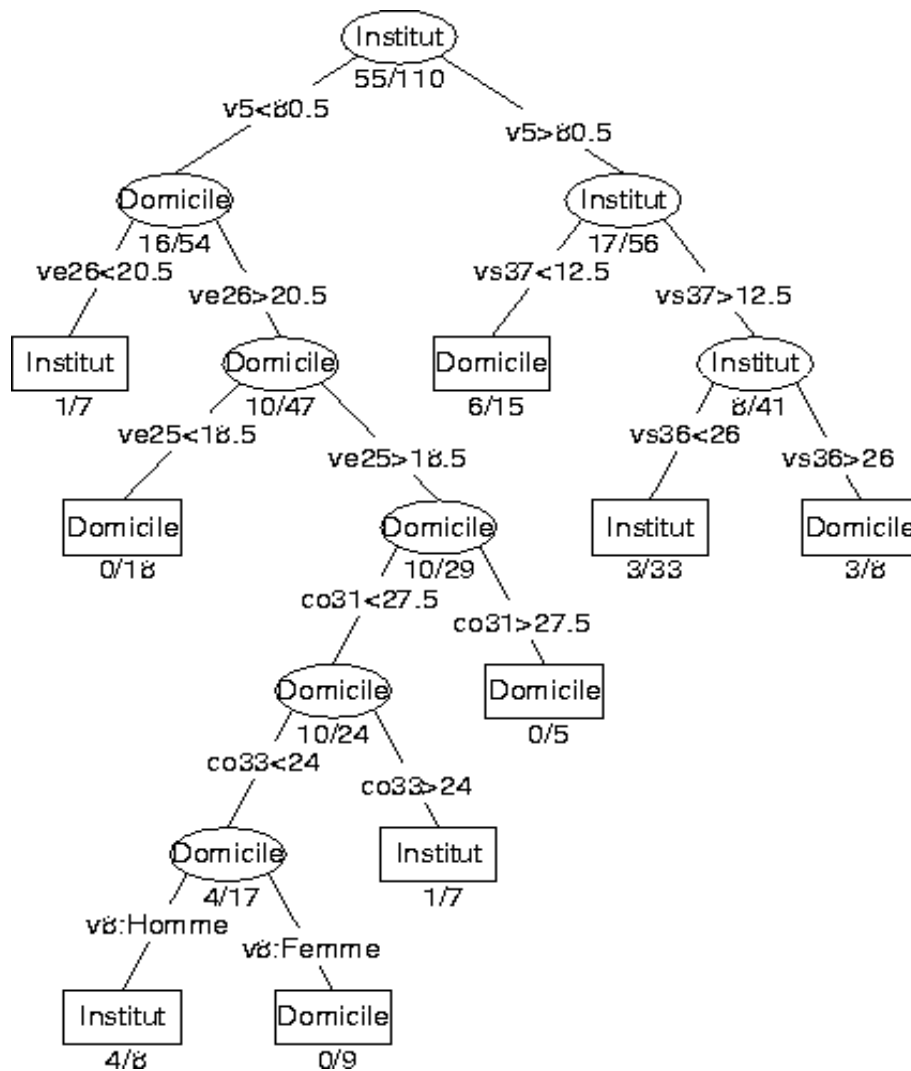 Institut
55/110
v5<80.5
v5>80.5
Domicile
Institut
16/54
17/56
ve26<20.5
vs37<12.5
ve26>20.5
vs37>12.5
Institut
Domicile
Domicile
Institut
1/7
10/47
6/15
8/41
ve25<18.5
vs36<26
ve25>18.5
vs36>26
Domicile
Domicile
Institut
Domicile
0/18
10/29
3/33
3/8
co31<27.5
co31>27.5
Domicile
Domicile
10/24
0/5
co33<24
co33>24
Domicile
Institut
4/17
1/7
v8:Homme
v8:Femme
Institut
Domicile
4/8
0/9